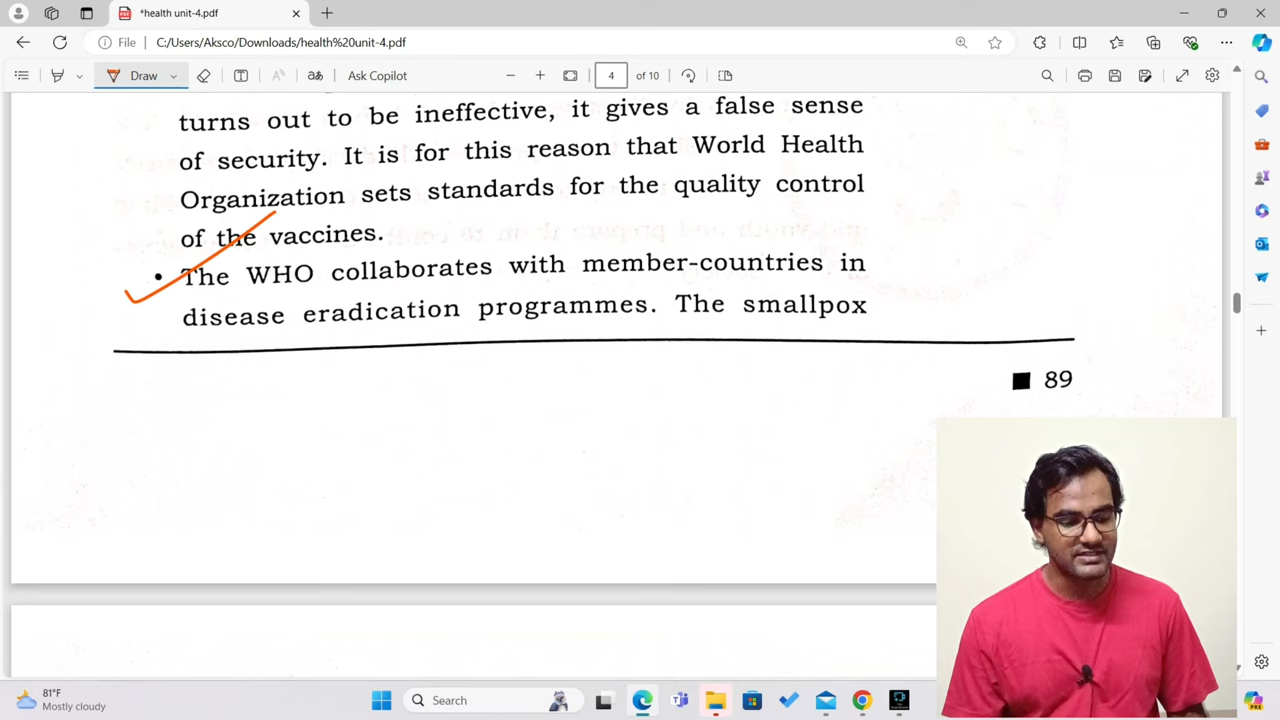 *health unit-4.pdf
File C:/Users/Aksco/Downloads/health%20unit-4.pdf
Draw
Ask Copilot
4 of 10
turns out to be ineffective, it gives a false sense
of security. It is for this reason that World Health
Organization sets standards for the quality control
of the vaccines.
• The WHO collaborates with member-countries in
disease eradication programmes. The smallpox
■ 89
81°F
Mostly cloudy
Search